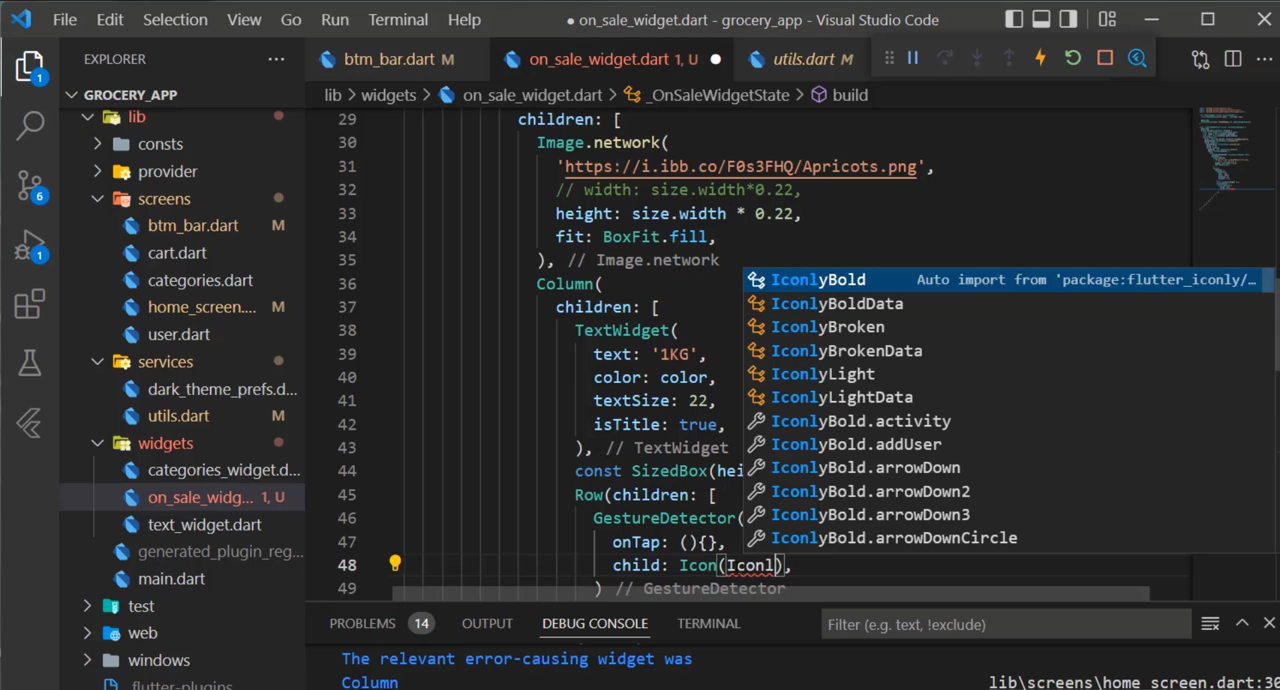 File Edit Selection View Go Run Terminal Help ● on_sale_widget.dart - grocery_app - Visual Studio Code
EXPLORER ...
btm_bar.dart M
on_sale_widget.dart 1, U ●
utils.dart M
GROCERY_APP
lib > widgets > on_sale_widget.dart > _OnSaleWidgetState > build
lib
consts
provider
screens
btm_bar.dart M
cart.dart
categories.dart
home_screen.... M
user.dart
services
dark_theme_prefs.d...
utils.dart M
widgets
categories_widget.d...
on_sale_widg... 1, U
text_widget.dart
generated_plugin_reg...
main.dart
test
web
windows
.flutter-plugins
1
6
1
29 children: [
30 Image.network(
31 'https://i.ibb.co/F0s3FHQ/Apricots.png',
32 // width: size.width*0.22,
33 height: size.width * 0.22,
34 fit: BoxFit.fill,
35 ), // Image.network
36 Column(
37 children: [
38 TextWidget(
39 text: '1KG',
40 color: color,
41 textSize: 22,
42 isTitle: true,
43 ), // TextWidget
44 const SizedBox(hei
45 Row(children: [
46 GestureDetector(
47 onTap: (){},
48 child: Icon(Iconl),
49 ) // GestureDetector
IconlyBold Auto import from 'package:flutter_iconly/...
IconlyBoldData
IconlyBroken
IconlyBrokenData
IconlyLight
IconlyLightData
IconlyBold.activity
IconlyBold.addUser
IconlyBold.arrowDown
IconlyBold.arrowDown2
IconlyBold.arrowDown3
IconlyBold.arrowDownCircle
PROBLEMS 14 OUTPUT DEBUG CONSOLE TERMINAL Filter (e.g. text, !exclude)
The relevant error-causing widget was
Column lib\screens\home_screen.dart:30